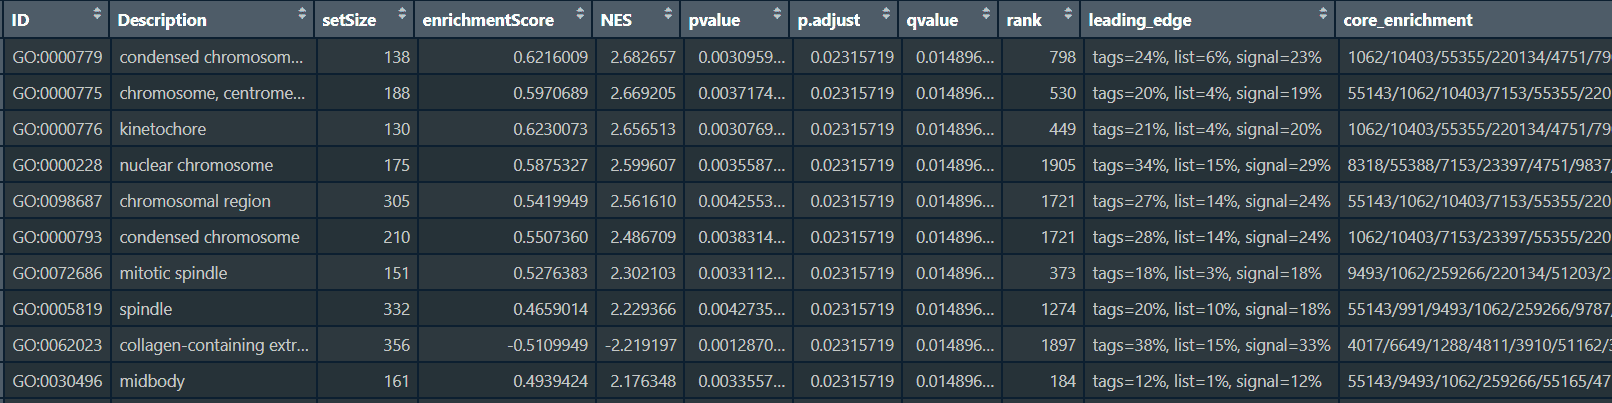 ID Description setSize enrichmentScore NES pvalue p.adjust qvalue rank leading_edge core_enrichment
GO:0000779 condensed chromosom... 138 0.6216009 2.682657 0.0030959... 0.02315719 0.014896... 798 tags=24%, list=6%, signal=23% 1062/10403/55355/220134/4751/79
GO:0000775 chromosome, centrome... 188 0.5970689 2.669205 0.0037174... 0.02315719 0.014896... 530 tags=20%, list=4%, signal=19% 55143/1062/10403/7153/55355/220
GO:0000776 kinetochore 130 0.6230073 2.656513 0.0030769... 0.02315719 0.014896... 449 tags=21%, list=4%, signal=20% 1062/10403/55355/220134/4751/79
GO:0000228 nuclear chromosome 175 0.5875327 2.599607 0.0035587... 0.02315719 0.014896... 1905 tags=34%, list=15%, signal=29% 8318/55388/7153/23397/4751/9837/
GO:0098687 chromosomal region 305 0.5419949 2.561610 0.0042553... 0.02315719 0.014896... 1721 tags=27%, list=14%, signal=24% 55143/1062/10403/7153/55355/220
GO:0000793 condensed chromosome 210 0.5507360 2.486709 0.0038314... 0.02315719 0.014896... 1721 tags=28%, list=14%, signal=24% 1062/10403/7153/23397/55355/220
GO:0072686 mitotic spindle 151 0.5276383 2.302103 0.0033112... 0.02315719 0.014896... 373 tags=18%, list=3%, signal=18% 9493/1062/259266/220134/51203/2
GO:0005819 spindle 332 0.4659014 2.229366 0.0042735... 0.02315719 0.014896... 1274 tags=20%, list=10%, signal=18% 55143/991/9493/1062/259266/9787/
GO:0062023 collagen-containing extr... 356 -0.5109949 -2.219197 0.0012870... 0.02315719 0.014896... 1897 tags=38%, list=15%, signal=33% 4017/6649/1288/4811/3910/51162/3
GO:0030496 midbody 161 0.4939424 2.176348 0.0033557... 0.02315719 0.014896... 184 tags=12%, list=1%, signal=12% 55143/9493/1062/259266/55165/47